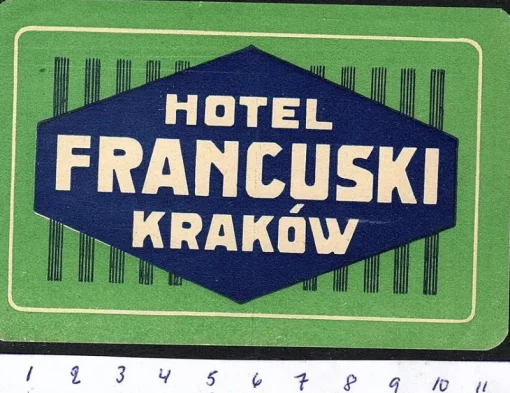 HOTEL
FRANCUSKI
KRAKÓW
1 2 3 4 5 6 7 8 9 10 11